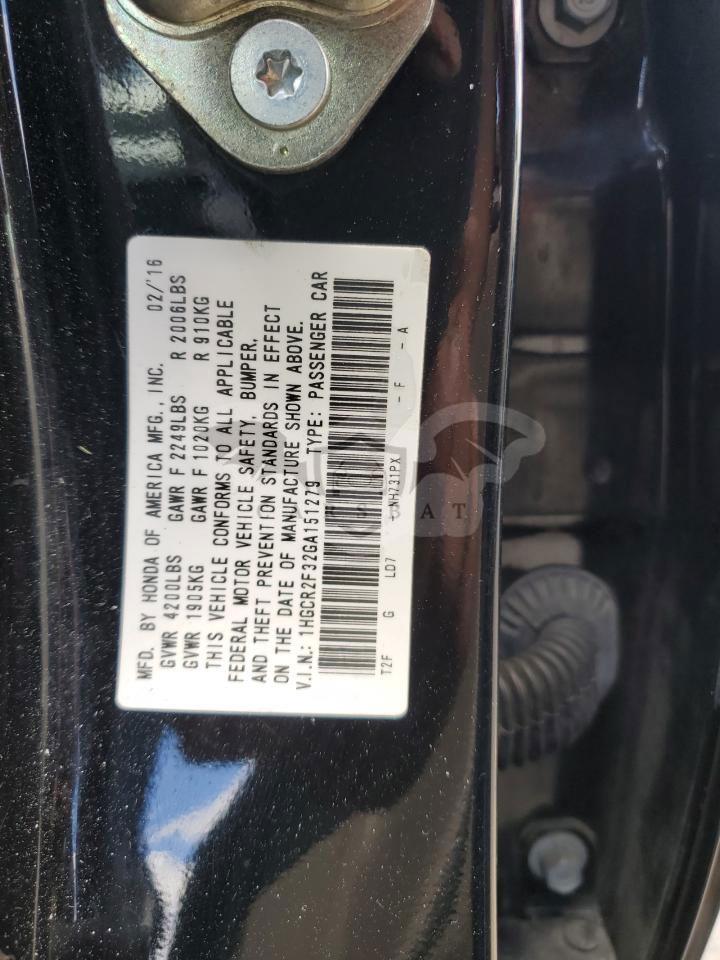 MFD. BY HONDA OF AMERICA MFG., INC. 02/'16
GVWR 4200LBS GAWR F 2249LBS R 2006LBS
GVWR 1905KG GAWR F 1020KG R 910KG
THIS VEHICLE CONFORMS TO ALL APPLICABLE
FEDERAL MOTOR VEHICLE SAFETY, BUMPER,
AND THEFT PREVENTION STANDARDS IN EFFECT
ON THE DATE OF MANUFACTURE SHOWN ABOVE.
V.I.N.: 1HGCR2F32GA151279 TYPE: PASSENGER CAR
T2F G LD7 -NH731PX -F -A